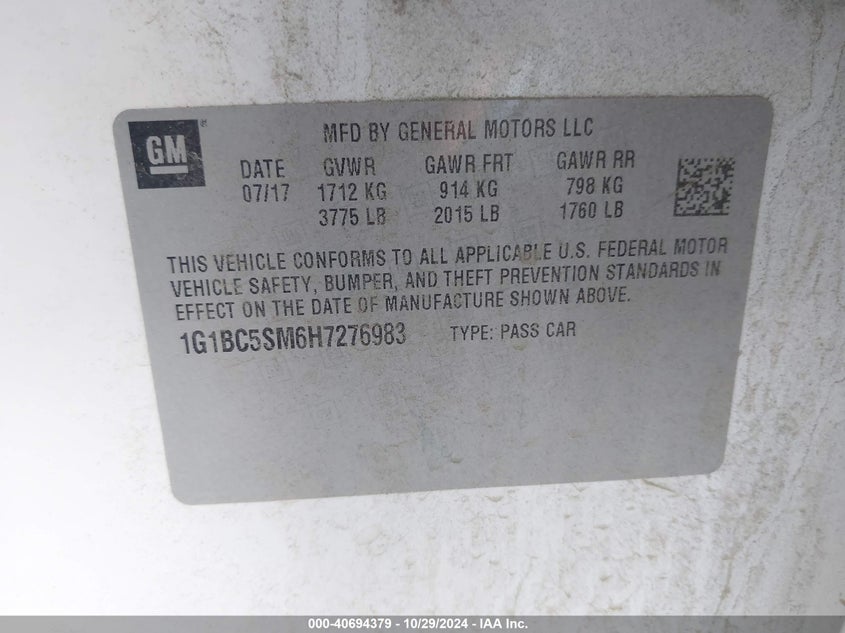 GM®
MFD BY GENERAL MOTORS LLC
DATE GVWR GAWR FRT GAWR RR
07/17 1712 KG 914 KG 798 KG
3775 LB 2015 LB 1760 LB
THIS VEHICLE CONFORMS TO ALL APPLICABLE U.S. FEDERAL MOTOR
VEHICLE SAFETY, BUMPER, AND THEFT PREVENTION STANDARDS IN
EFFECT ON THE DATE OF MANUFACTURE SHOWN ABOVE.
1G1BC5SM6H7276983 TYPE: PASS CAR
000-40694379 - 10/29/2024 - IAA Inc.